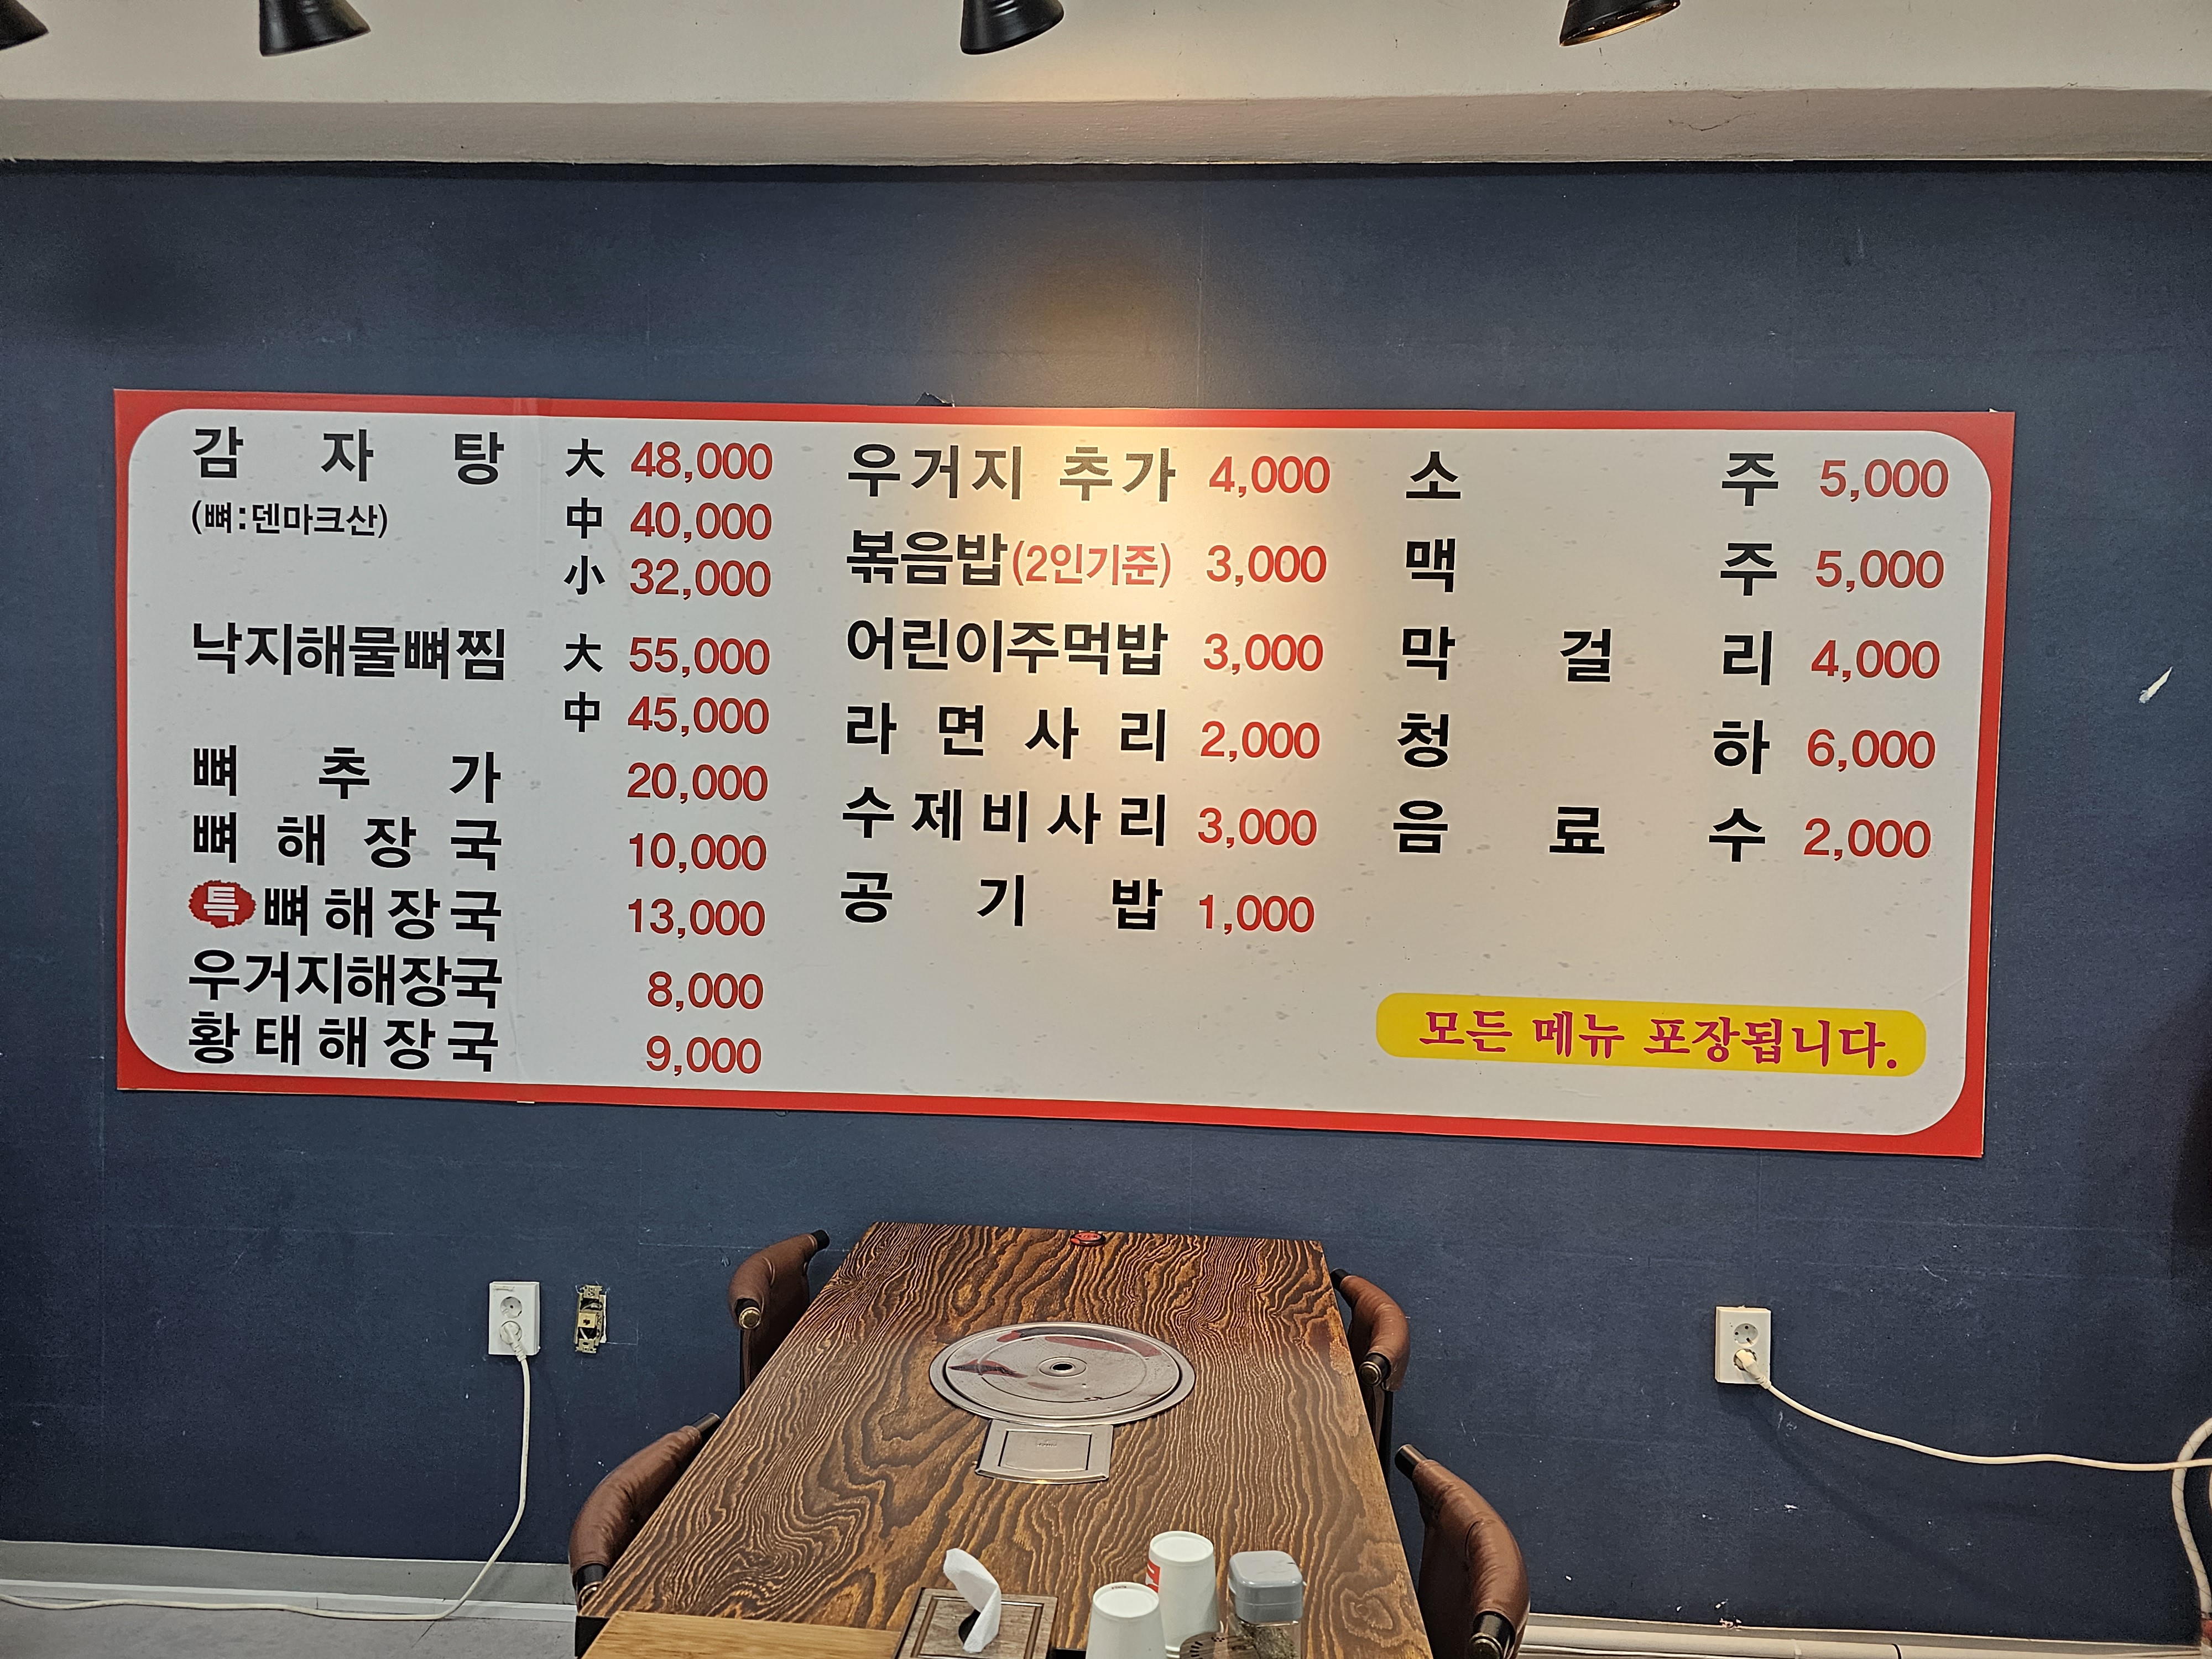 감자탕 大 48,000
(뼈:덴마크산) 中 40,000
小 32,000
낙지해물뼈찜 大 55,000
中 45,000
뼈추가 20,000
뼈해장국 10,000
특 뼈해장국 13,000
우거지해장국 8,000
황태해장국 9,000
우거지 추가 4,000
볶음밥(2인기준) 3,000
어린이주먹밥 3,000
라면사리 2,000
수제비사리 3,000
공기밥 1,000
소주 5,000
맥주 5,000
막걸리 4,000
청하 6,000
음료수 2,000
모든 메뉴 포장됩니다.